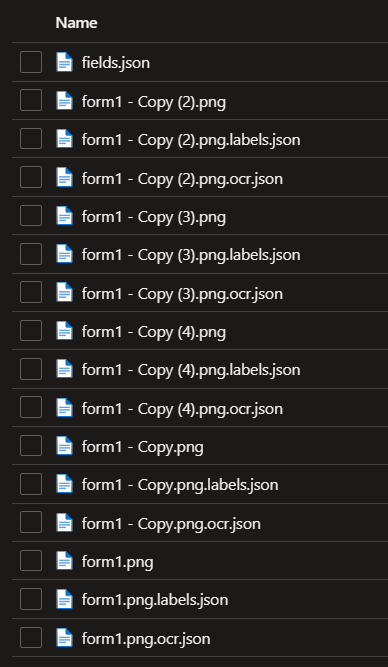 Name
fields.json
form1 - Copy (2).png
form1 - Copy (2).png.labels.json
form1 - Copy (2).png.ocr.json
form1 - Copy (3).png
form1 - Copy (3).png.labels.json
form1 - Copy (3).png.ocr.json
form1 - Copy (4).png
form1 - Copy (4).png.labels.json
form1 - Copy (4).png.ocr.json
form1 - Copy.png
form1 - Copy.png.labels.json
form1 - Copy.png.ocr.json
form1.png
form1.png.labels.json
form1.png.ocr.json